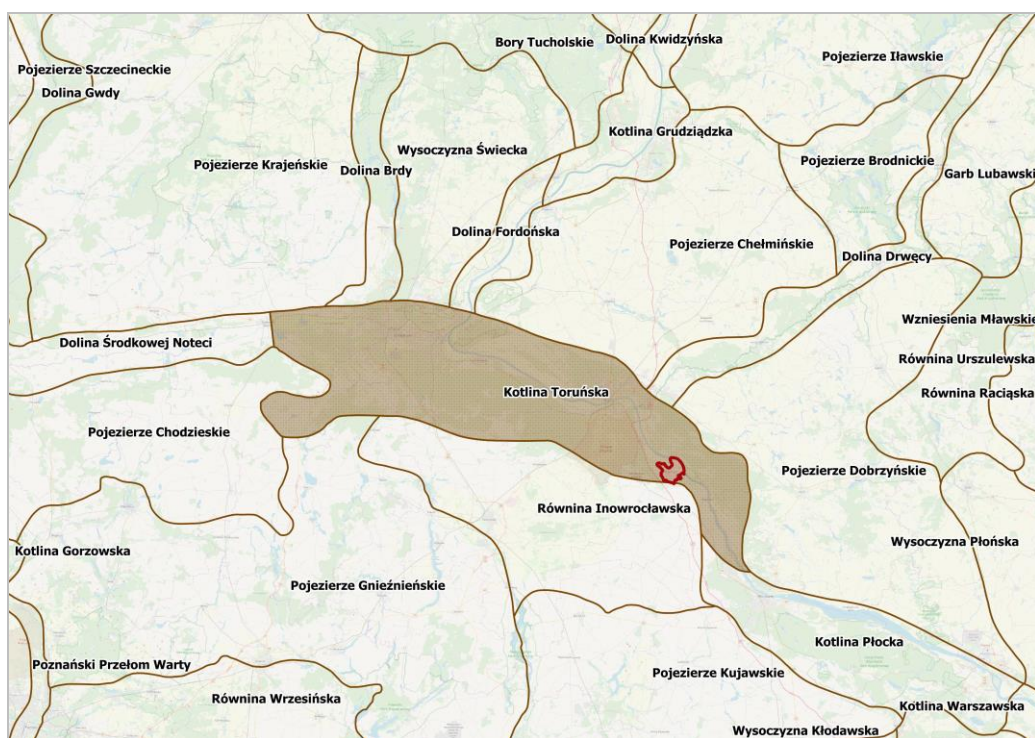 Bory Tucholskie
Dolina Kwidzyńska
Pojezierze Iławskie
Pojezierze Szczecineckie
Dolina Gwdy
Kotlina Grudziądzka
Wysoczyzna Świecka
Pojezierze Krajeńskie
Dolina Brdy
Pojezierze Brodnickie
Garb Lubawski
Dolina Fordońska
Pojezierze Chełmińskie
Dolina Drwęcy
Wzniesienia Mławskie
Dolina Środkowej Noteci
Równina Urszulewska
Kotlina Toruńska
Równina Raciąska
Pojezierze Chodzieskie
Pojezierze Dobrzyńskie
Równina Inowrocławska
Wysoczyzna Płońska
Kotlina Gorzowska
Pojezierze Gnieźnieńskie
Kotlina Płocka
Poznański Przełom Warty
Pojezierze Kujawskie
Równina Wrzesińska
Kotlina Warszawska
Wysoczyzna Kłodawska